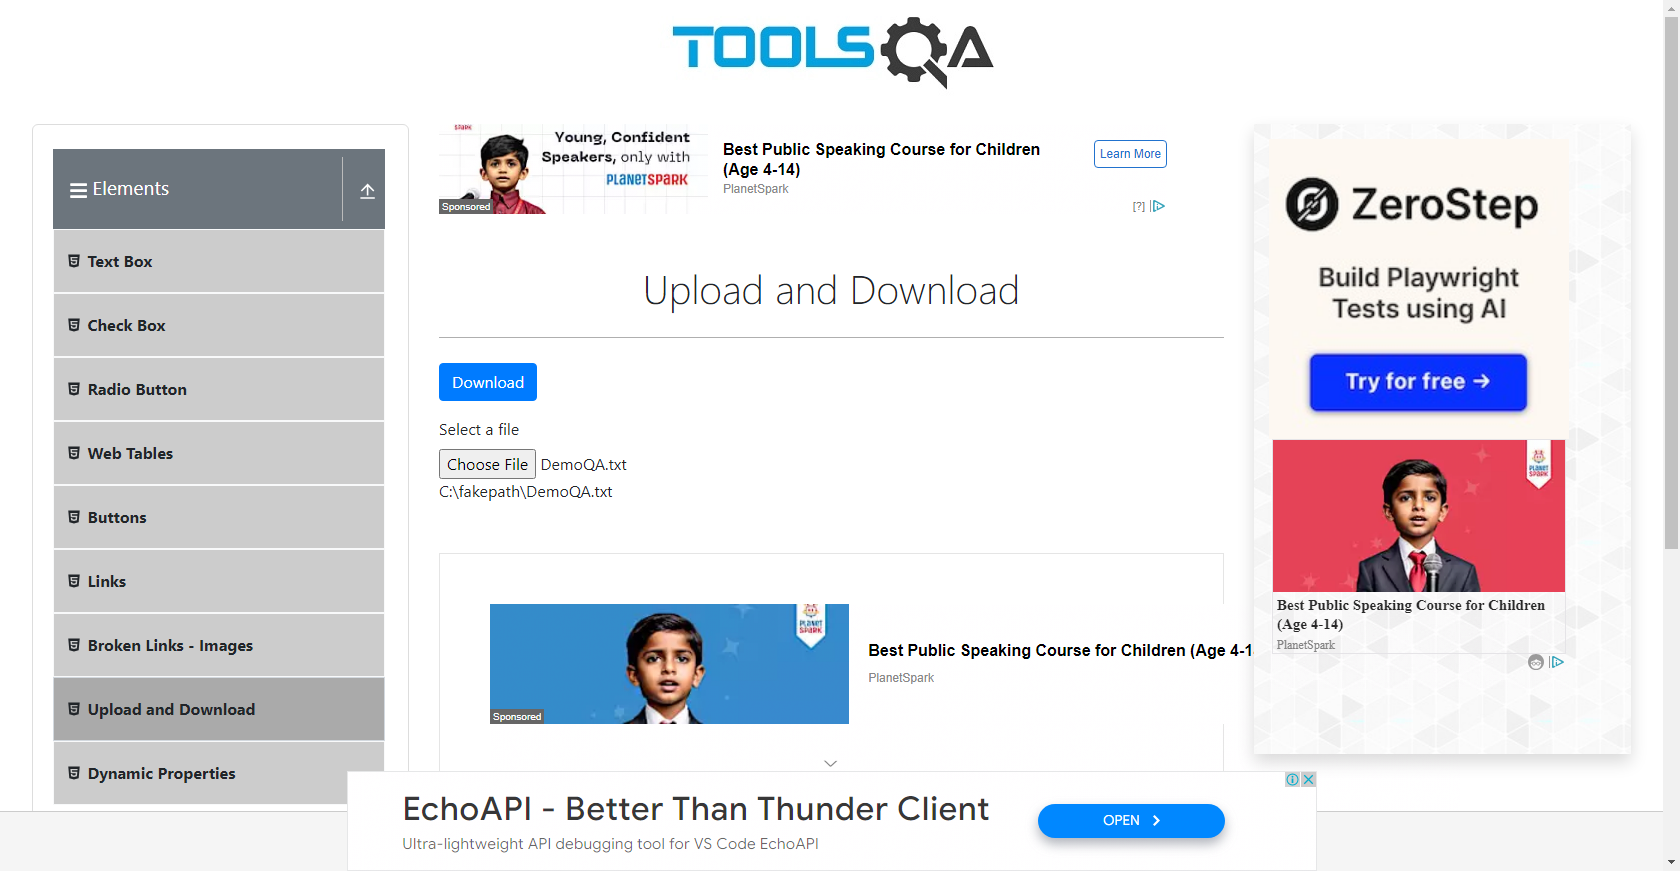 TOOLSQA
Elements
Text Box
Check Box
Radio Button
Web Tables
Buttons
Links
Broken Links - Images
Upload and Download
Dynamic Properties
Young, Confident
Speakers, only with
PLANETSPARK
Sponsored
Best Public Speaking Course for Children
(Age 4-14)
PlanetSpark
Learn More
[?]
Upload and Download
Download
Select a file
Choose File DemoQA.txt
C:\fakepath\DemoQA.txt
PLANET
SPARK
Sponsored
Best Public Speaking Course for Children (Age 4-1
PlanetSpark
ZeroStep
Build Playwright
Tests using AI
Try for free →
PLANET
SPARK
Best Public Speaking Course for Children
(Age 4-14)
PlanetSpark
EchoAPI - Better Than Thunder Client
Ultra-lightweight API debugging tool for VS Code EchoAPI
OPEN